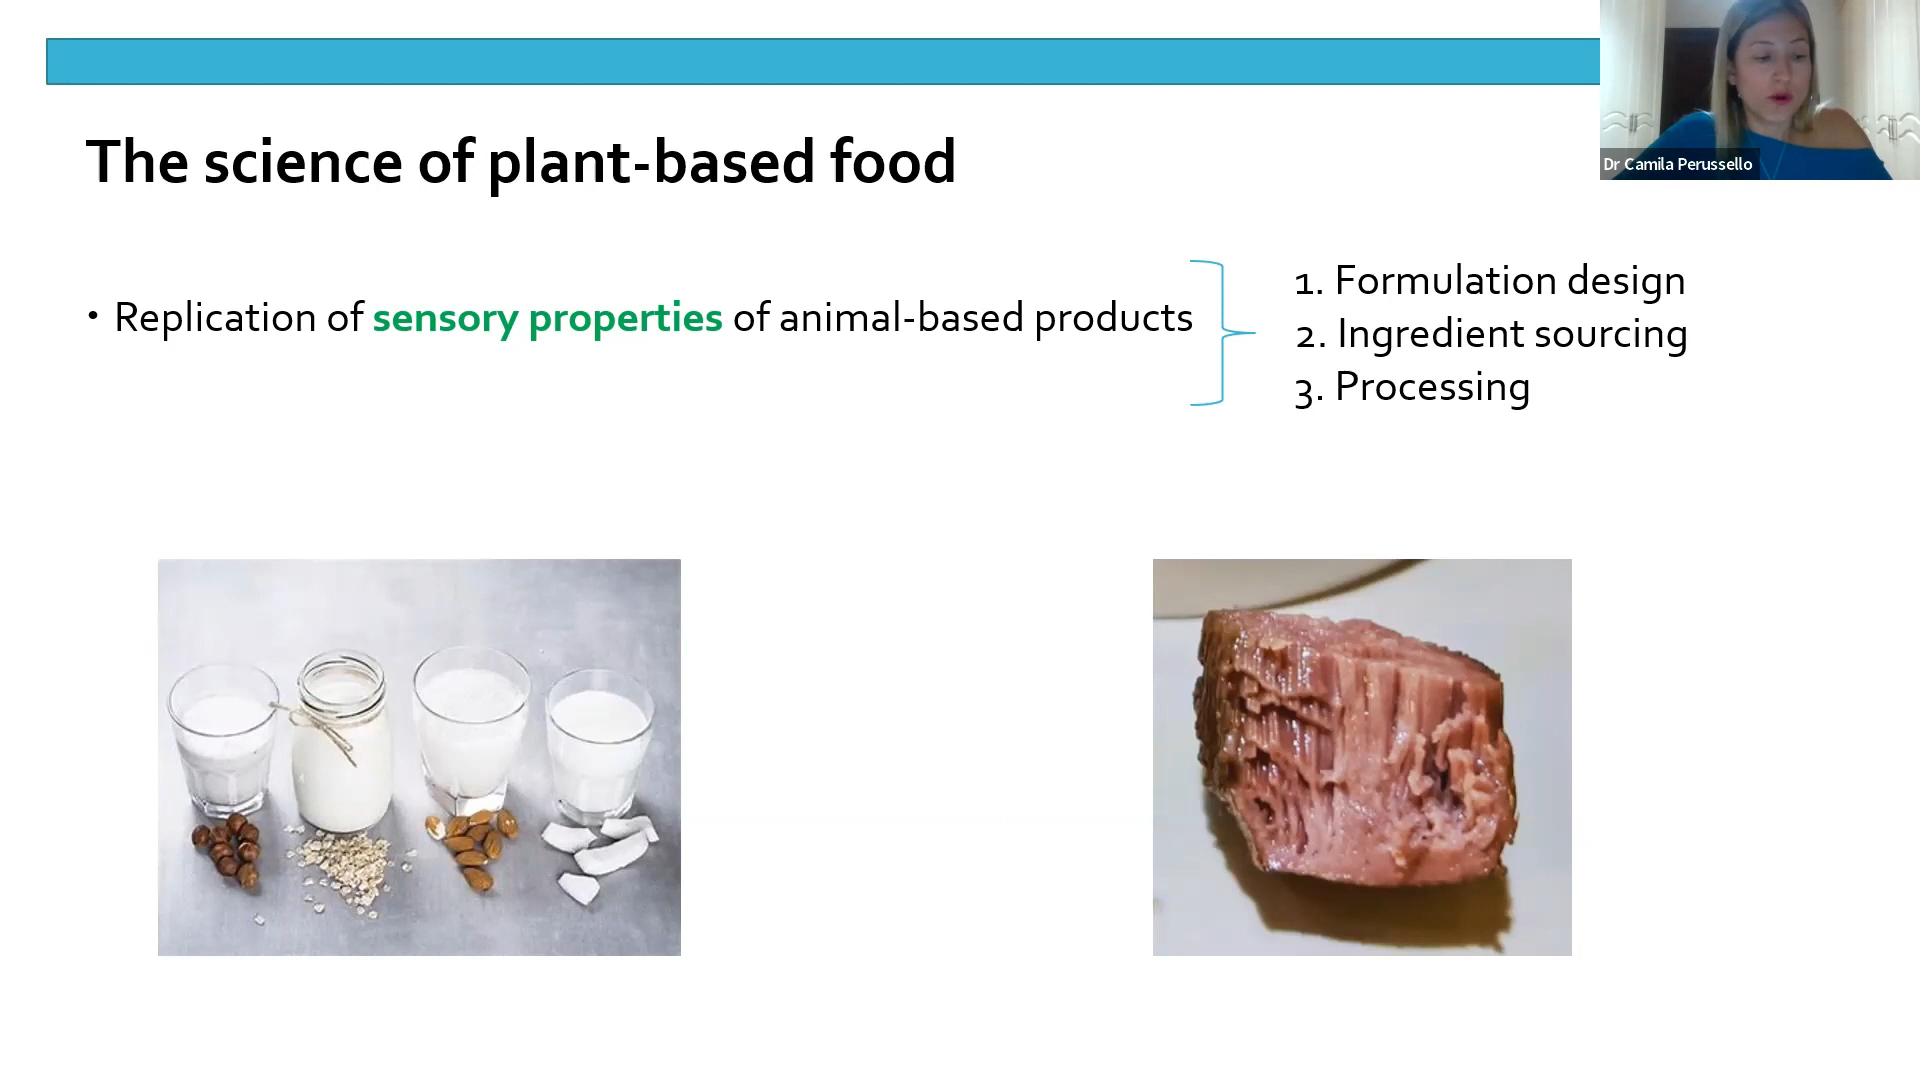 Dr Camila Perussello
The science of plant-based food
• Replication of sensory properties of animal-based products
1. Formulation design
2. Ingredient sourcing
3. Processing